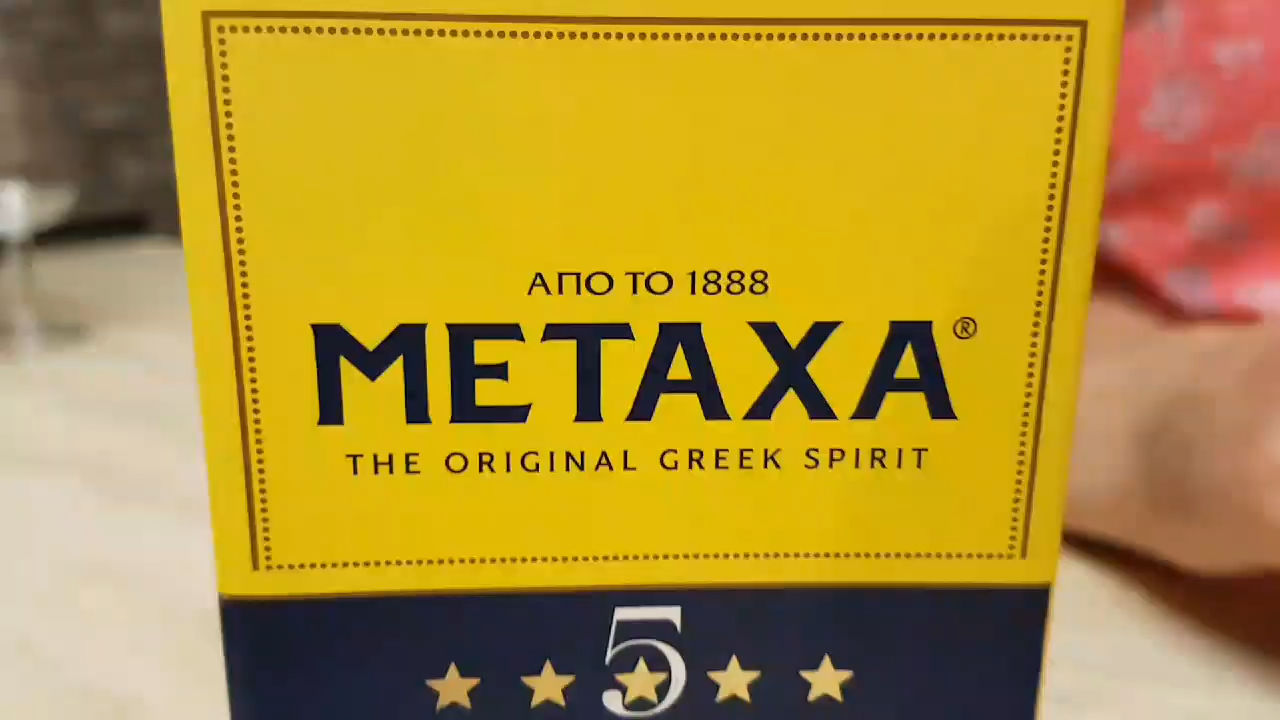 ΑΠΟ ΤΟ 1888
METAXA®
THE ORIGINAL GREEK SPIRIT
5